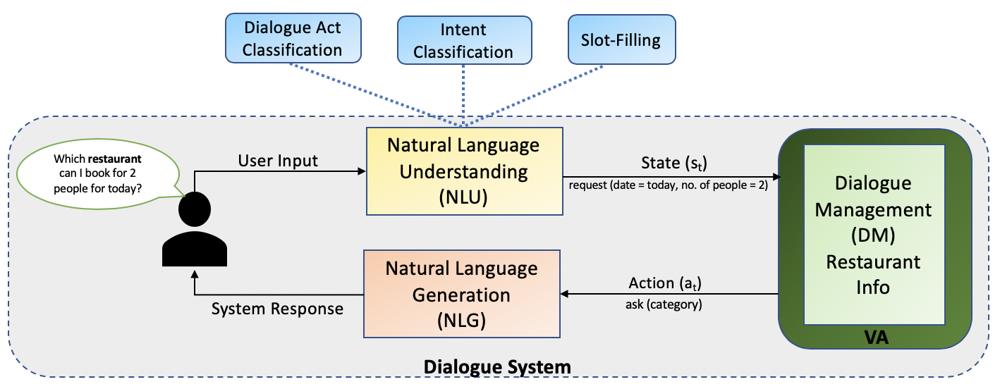 Dialogue Act
Classification
Intent
Classification
Slot-Filling
Which restaurant
can I book for 2
people for today?
User Input
Natural Language
Understanding
(NLU)
State (sₜ)
request (date = today, no. of people = 2)
Dialogue
Management
(DM)
Restaurant
Info
VA
Action (aₜ)
ask (category)
Natural Language
Generation
(NLG)
System Response
Dialogue System